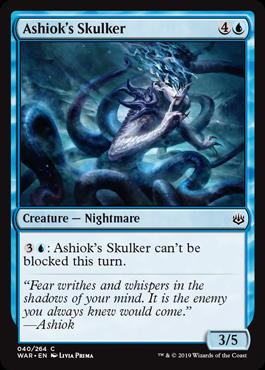 Ashiok's Skulker 4
Creature — Nightmare
3 : Ashiok's Skulker can't be
blocked this turn.
"Fear writhes and whispers in the
shadows of your mind. It is the enemy
you always knew would come."
—Ashiok
3/5
040/264 C
WAR • EN LIVIA PRIMA
™ & © 2019 Wizards of the Coast